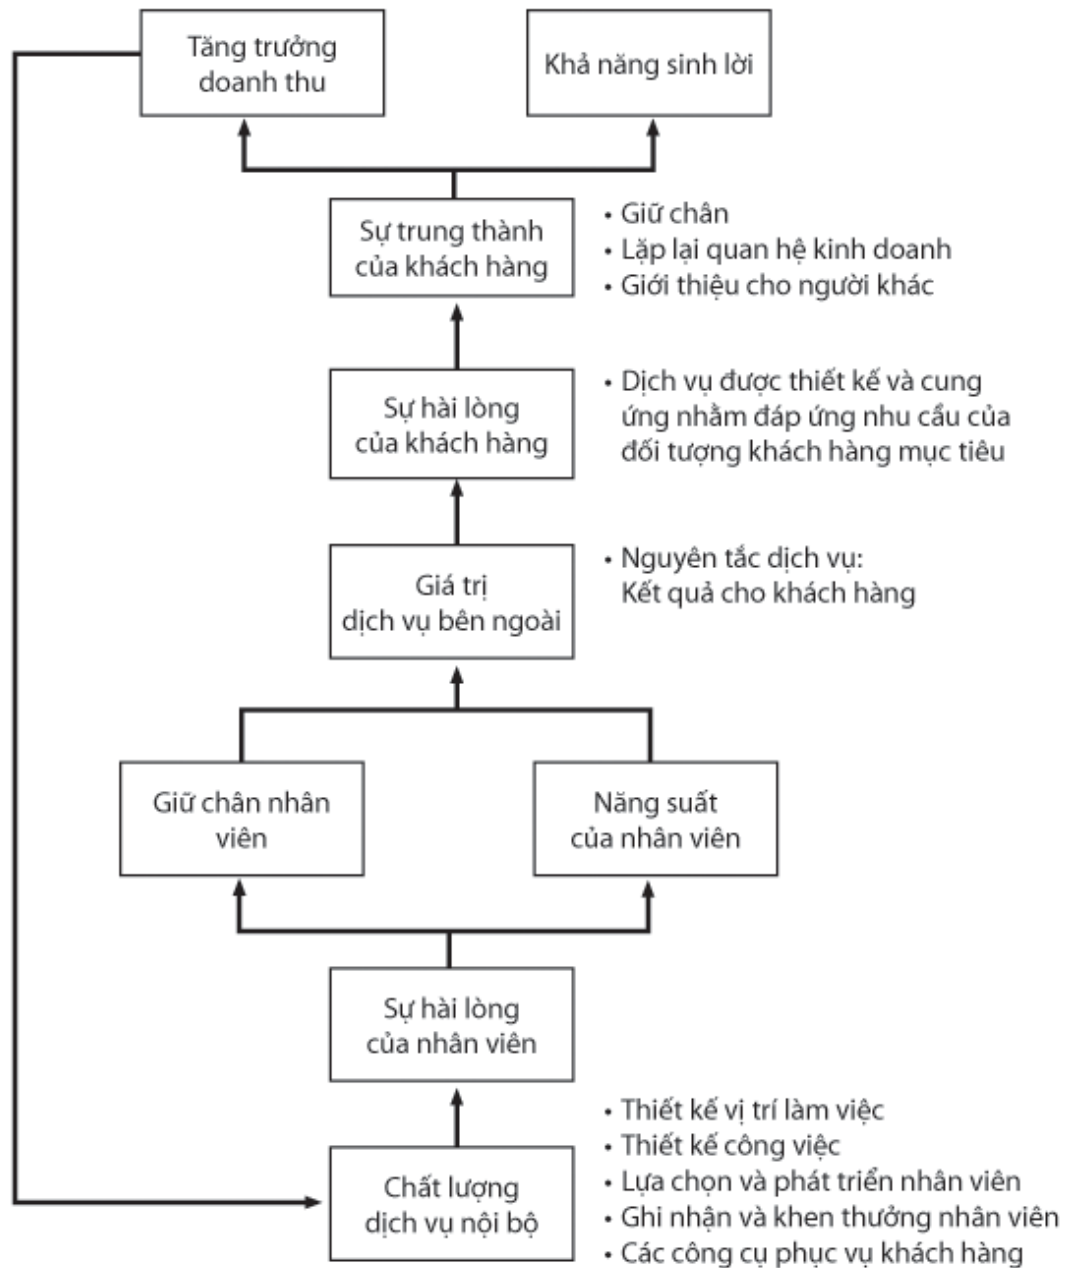 Tăng trưởng
doanh thu
Khả năng sinh lời
Sự trung thành
của khách hàng
• Giữ chân
• Lặp lại quan hệ kinh doanh
• Giới thiệu cho người khác
Sự hài lòng
của khách hàng
• Dịch vụ được thiết kế và cung
ứng nhằm đáp ứng nhu cầu của
đối tượng khách hàng mục tiêu
Giá trị
dịch vụ bên ngoài
• Nguyên tắc dịch vụ:
Kết quả cho khách hàng
Giữ chân nhân
viên
Năng suất
của nhân viên
Sự hài lòng
của nhân viên
Chất lượng
dịch vụ nội bộ
• Thiết kế vị trí làm việc
• Thiết kế công việc
• Lựa chọn và phát triển nhân viên
• Ghi nhận và khen thưởng nhân viên
• Các công cụ phục vụ khách hàng